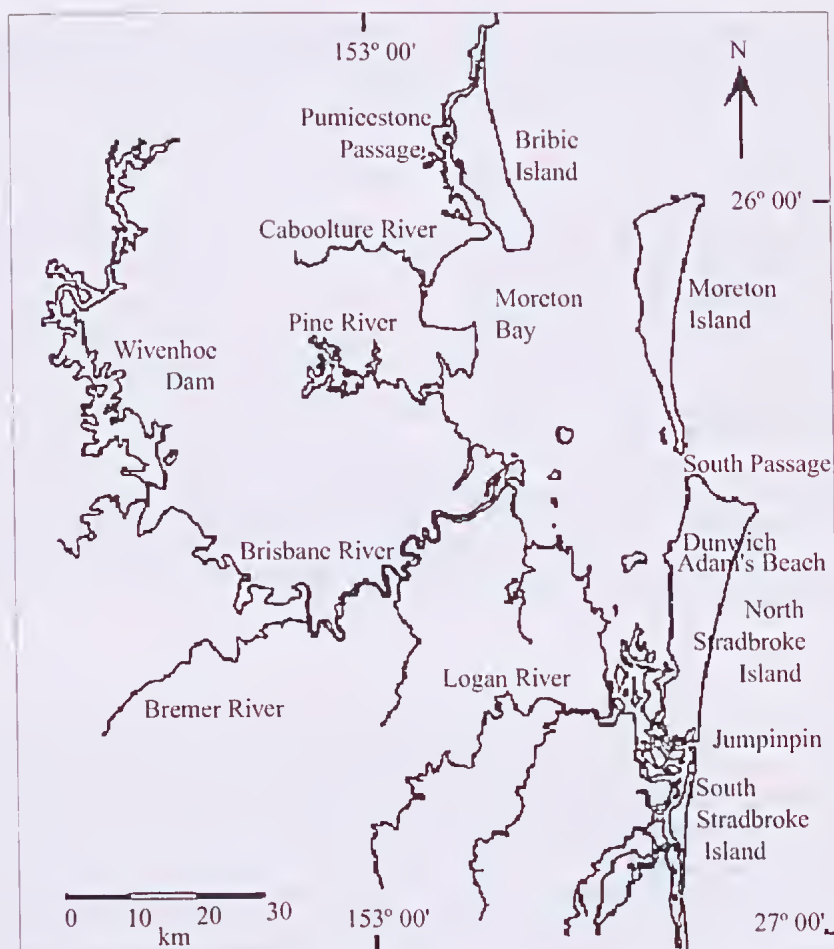 153° 00'
N
Pumicestone
Passage
Bribie
Island
26° 00'
Caboolture River
Moreton
Island
Moreton
Bay
Pine River
Wivenhoe
Dam
South Passage
Brisbane River
Dunwich
Adam's Beach
North
Stradbroke
Island
Logan River
Bremer River
Jumpinpin
South
Stradbroke
Island
0 10 20 30
km
153° 00'
27° 00'